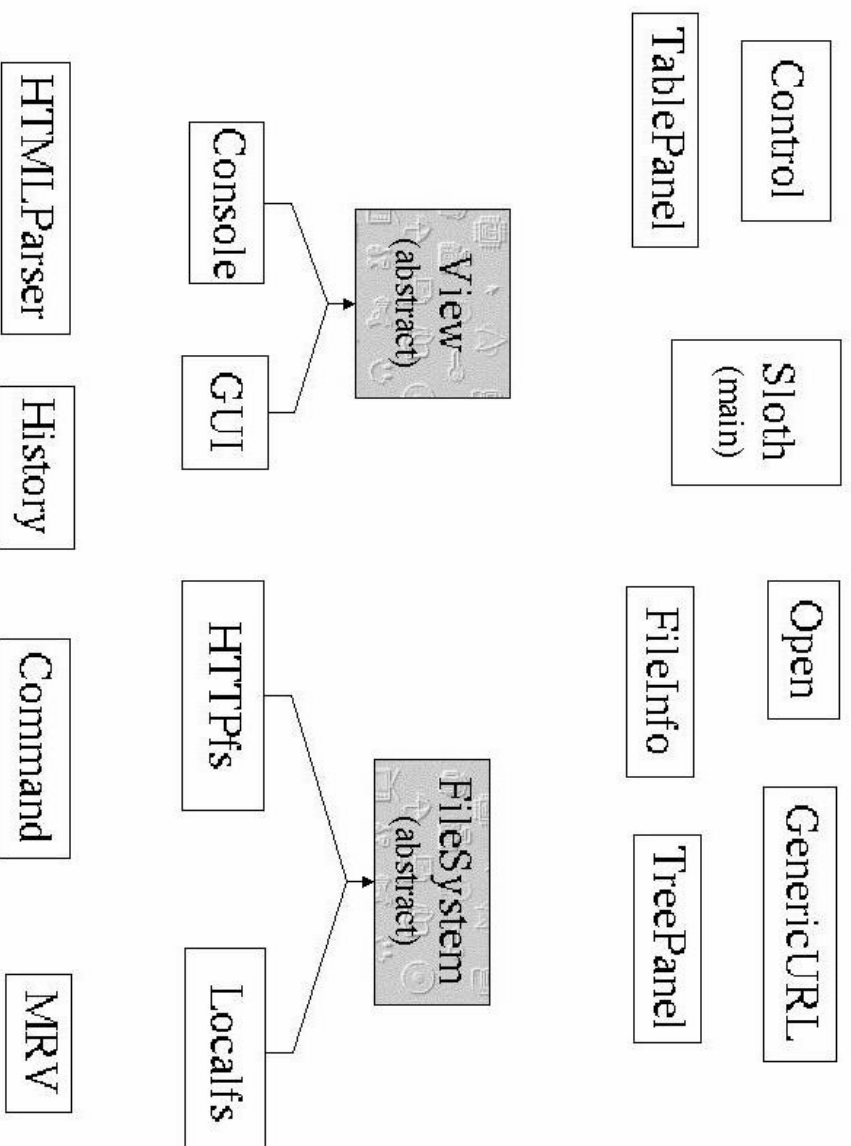 Control
Sloth
(main)
Open
GenericURL
TablePanel
FileInfo
TreePanel
View
(abstract)
FileSystem
(abstract)
Console
GUI
HTTPfs
Localfs
HTMLParser
History
Command
MRV